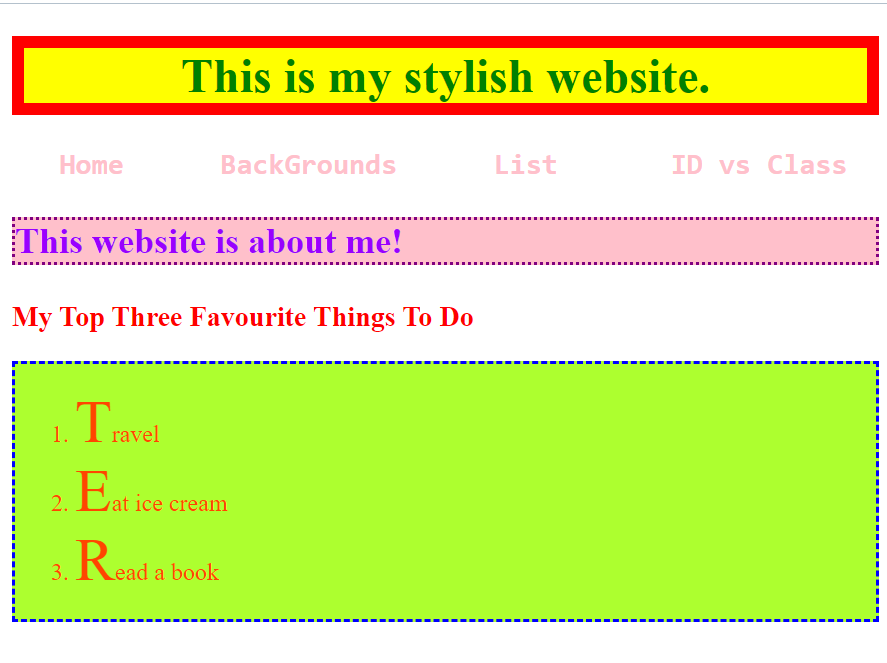 This is my stylish website.
Home BackGrounds List ID vs Class
This website is about me!
My Top Three Favourite Things To Do
1. Travel
2. Eat ice cream
3. Read a book